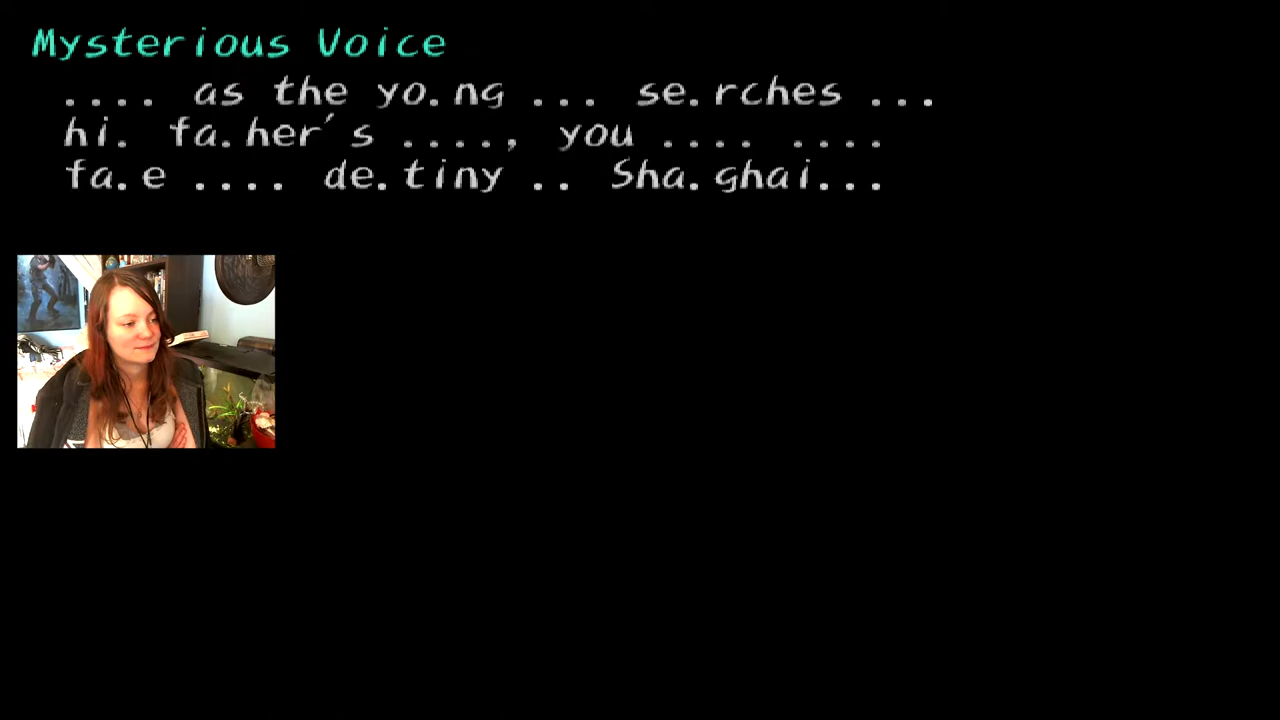 Mysterious Voice
.... as the yo.ng ... se.rches ...
hi. fa.her's ...., you .... ....
fa.e .... de.tiny .. Sha.ghai...